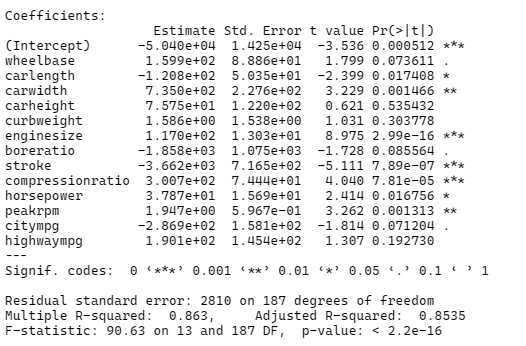 Coefficients:
                   Estimate Std. Error t value Pr(>|t|)
(Intercept)      -5.040e+04  1.425e+04  -3.536 0.000512 ***
wheelbase         1.599e+02  8.886e+01   1.799 0.073611 .
carlength        -1.208e+02  5.035e+01  -2.399 0.017408 *
carwidth          7.350e+02  2.276e+02   3.229 0.001466 **
carheight         7.575e+01  1.220e+02   0.621 0.535432
curbweight        1.586e+00  1.538e+00   1.031 0.303778
enginesize        1.170e+02  1.303e+01   8.975 2.99e-16 ***
boreratio        -1.858e+03  1.075e+03  -1.728 0.085564 .
stroke           -3.662e+03  7.165e+02  -5.111 7.89e-07 ***
compressionratio  3.007e+02  7.444e+01   4.040 7.81e-05 ***
horsepower        3.787e+01  1.569e+01   2.414 0.016756 *
peakrpm           1.947e+00  5.967e-01   3.262 0.001313 **
citympg          -2.869e+02  1.581e+02  -1.814 0.071204 .
highwaympg        1.901e+02  1.454e+02   1.307 0.192730
---
Signif. codes:  0 ‘***’ 0.001 ‘**’ 0.01 ‘*’ 0.05 ‘.’ 0.1 ‘ ’ 1

Residual standard error: 2810 on 187 degrees of freedom
Multiple R-squared:  0.863,	Adjusted R-squared:  0.8535
F-statistic: 90.63 on 13 and 187 DF,  p-value: < 2.2e-16